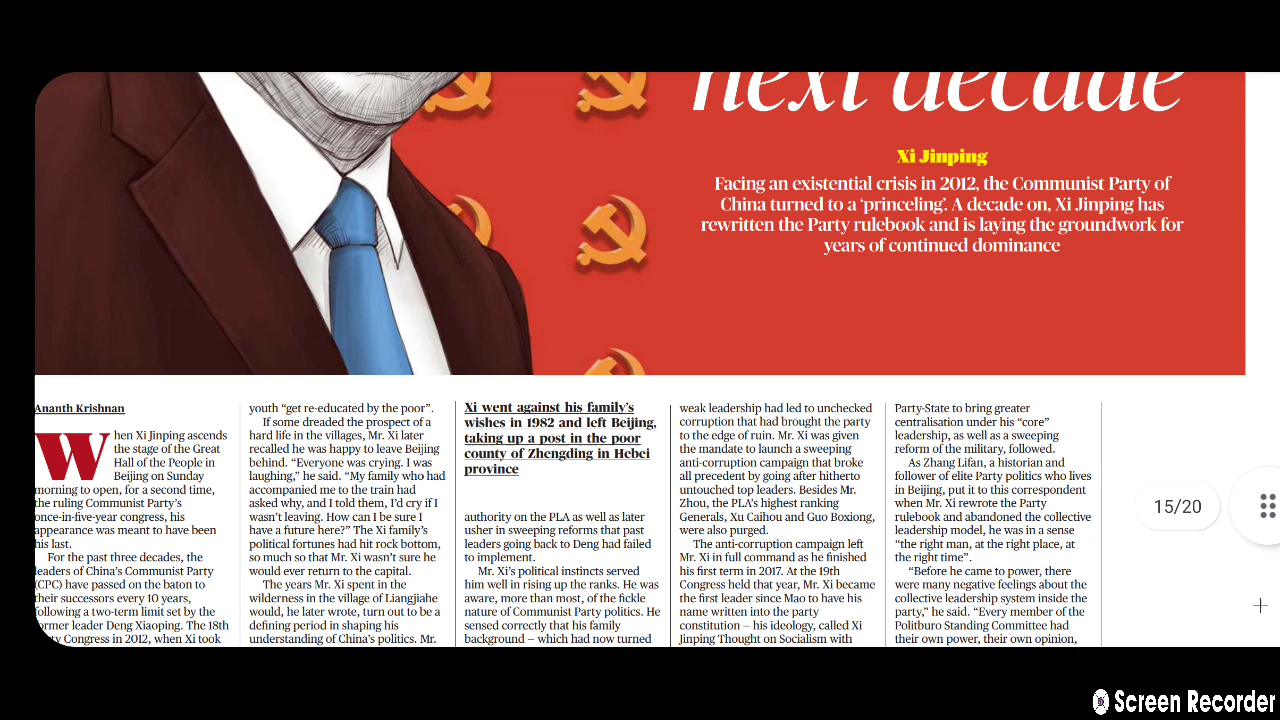 next decade
Xi Jinping
Facing an existential crisis in 2012, the Communist Party of
China turned to a ‘princeling’. A decade on, Xi Jinping has
rewritten the Party rulebook and is laying the groundwork for
years of continued dominance
Ananth Krishnan
When Xi Jinping ascends
the stage of the Great
Hall of the People in
Beijing on Sunday
morning to open, for a second time,
the ruling Communist Party’s
once-in-five-year congress, his
appearance was meant to have been
his last.
For the past three decades, the
leaders of China’s Communist Party
(CPC) have passed on the baton to
their successors every 10 years,
following a two-term limit set by the
former leader Deng Xiaoping. The 18th
Party Congress in 2012, when Xi took
youth “get re-educated by the poor”.
If some dreaded the prospect of a
hard life in the villages, Mr. Xi later
recalled he was happy to leave Beijing
behind. “Everyone was crying. I was
laughing,” he said. “My family who had
accompanied me to the train had
asked why, and I told them, I’d cry if I
wasn’t leaving. How can I be sure I
have a future here?” The Xi family’s
political fortunes had hit rock bottom,
so much so that Mr. Xi wasn’t sure he
would ever return to the capital.
The years Mr. Xi spent in the
wilderness in the village of Liangjiahe
would, he later wrote, turn out to be a
defining period in shaping his
understanding of China’s politics. Mr.
Xi went against his family’s
wishes in 1982 and left Beijing,
taking up a post in the poor
county of Zhengding in Hebei
province
authority on the PLA as well as later
usher in sweeping reforms that past
leaders going back to Deng had failed
to implement.
Mr. Xi’s political instincts served
him well in rising up the ranks. He was
aware, more than most, of the fickle
nature of Communist Party politics. He
sensed correctly that his family
background – which had now turned
weak leadership had led to unchecked
corruption that had brought the party
to the edge of ruin. Mr. Xi was given
the mandate to launch a sweeping
anti-corruption campaign that broke
all precedent by going after hitherto
untouched top leaders. Besides Mr.
Zhou, the PLA’s highest ranking
Generals, Xu Caihou and Guo Boxiong,
were also purged.
The anti-corruption campaign left
Mr. Xi in full command as he finished
his first term in 2017. At the 19th
Congress held that year, Mr. Xi became
the first leader since Mao to have his
name written into the party
constitution – his ideology, called Xi
Jinping Thought on Socialism with
Party-State to bring greater
centralisation under his “core”
leadership, as well as a sweeping
reform of the military, followed.
As Zhang Lifan, a historian and
follower of elite Party politics who lives
in Beijing, put it to this correspondent
when Mr. Xi rewrote the Party
rulebook and abandoned the collective
leadership model, he was in a sense
“the right man, at the right place, at
the right time”.
“Before he came to power, there
were many negative feelings about the
collective leadership system inside the
party,” he said. “Every member of the
Politburo Standing Committee had
their own power, their own opinion,
15/20
Screen Recorder